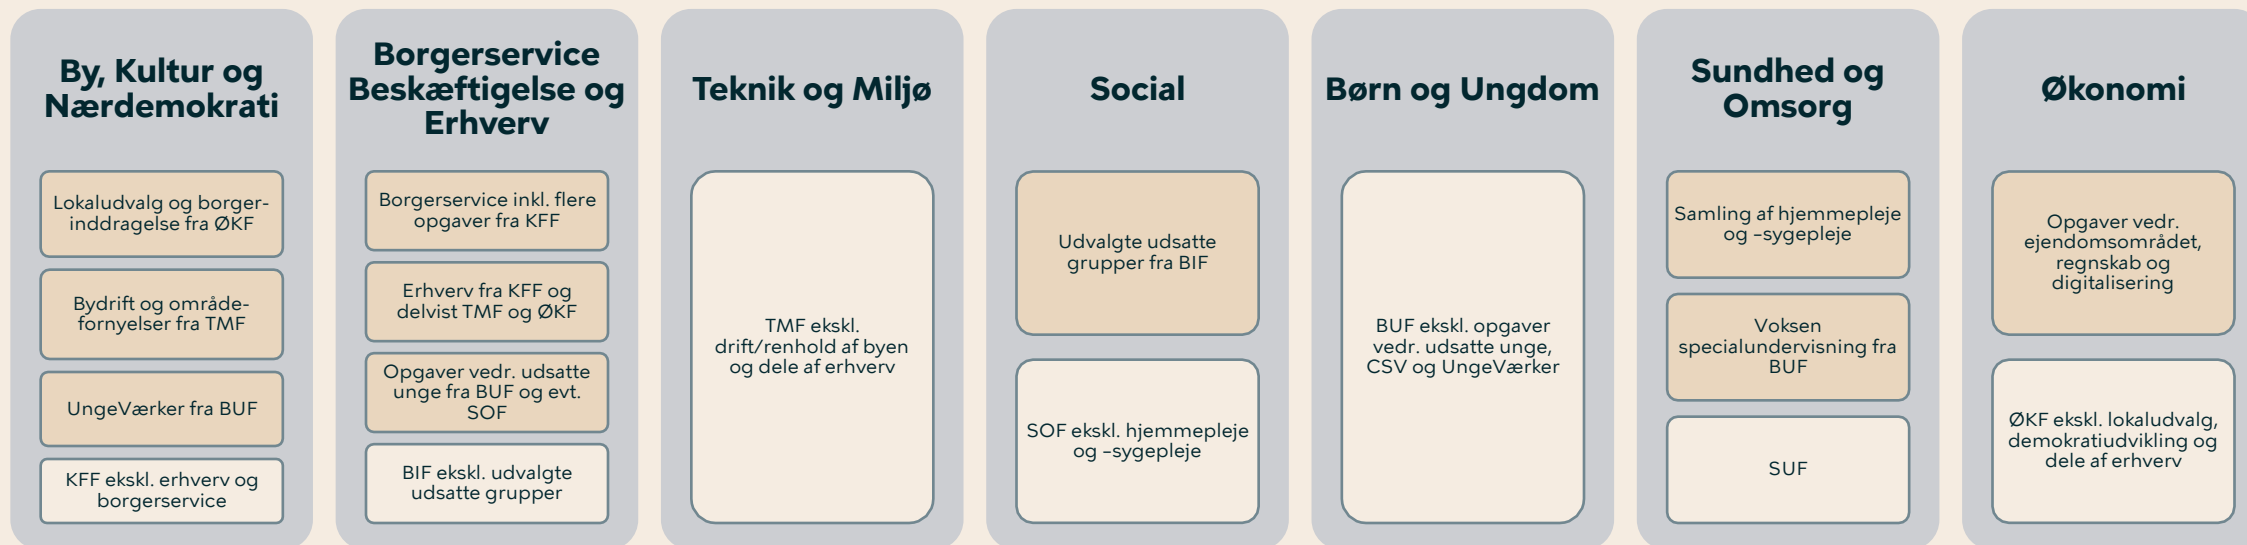 By, Kultur og
Nærdemokrati
Lokaludvalg og borger-
inddragelse fra ØKF
Bydrift og område-
fornyelser fra TMF
UngeVærker fra BUF
KFF ekskl. erhverv og
borgerservice
Borgerservice
Beskæftigelse og
Erhverv
Borgerservice inkl. flere
opgaver fra KFF
Erhverv fra KFF og
delvist TMF og ØKF
Opgaver vedr. udsatte
unge fra BUF og evt.
SOF
BIF ekskl. udvalgte
udsatte grupper
Teknik og Miljø
TMF ekskl.
drift/renhold af byen
og dele af erhverv
Social
Udvalgte udsatte
grupper fra BIF
SOF ekskl. hjemmepleje
og -sygepleje
Børn og Ungdom
BUF ekskl. opgaver
vedr. udsatte unge,
CSV og UngeVærker
Sundhed og
Omsorg
Samling af hjemmepleje
og -sygepleje
Voksen
specialundervisning fra
BUF
SUF
Økonomi
Opgaver vedr.
ejendomsområdet,
regnskab og
digitalisering
ØKF ekskl. lokaludvalg,
demokratiudvikling og
dele af erhverv